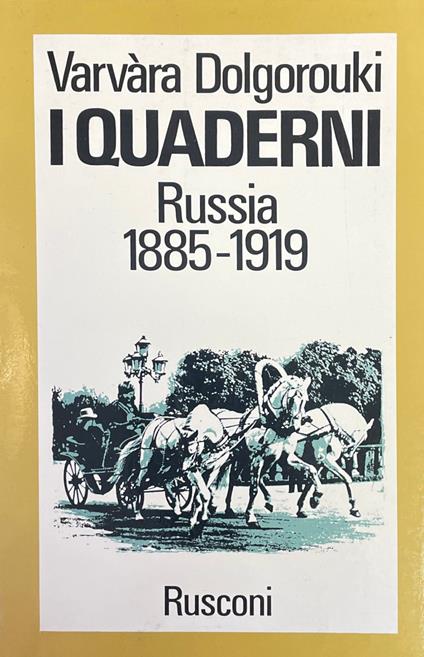 Varvàra Dolgorouki
I QUADERNI
Russia
1885-1919
Rusconi